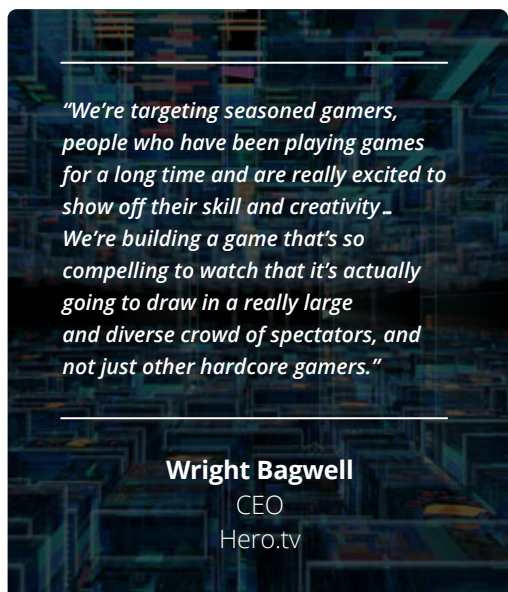 “We’re targeting seasoned gamers,
people who have been playing games
for a long time and are really excited to
show off their skill and creativity...
We’re building a game that’s so
compelling to watch that it’s actually
going to draw in a really large
and diverse crowd of spectators, and
not just other hardcore gamers.”
Wright Bagwell
CEO
Hero.tv